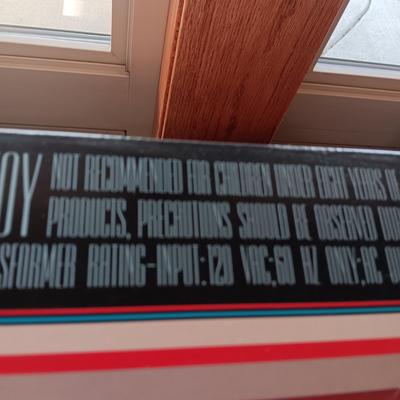 OY NOT RECOMMENDED FOR CHILDREN UNDER EIGHT YEARS OF
PRODUCTS, PRECAUTIONS SHOULD BE OBSERVED DUR
SFORMER RATING-INPUT: 120 VAC; 60 HZ ONLY; AC